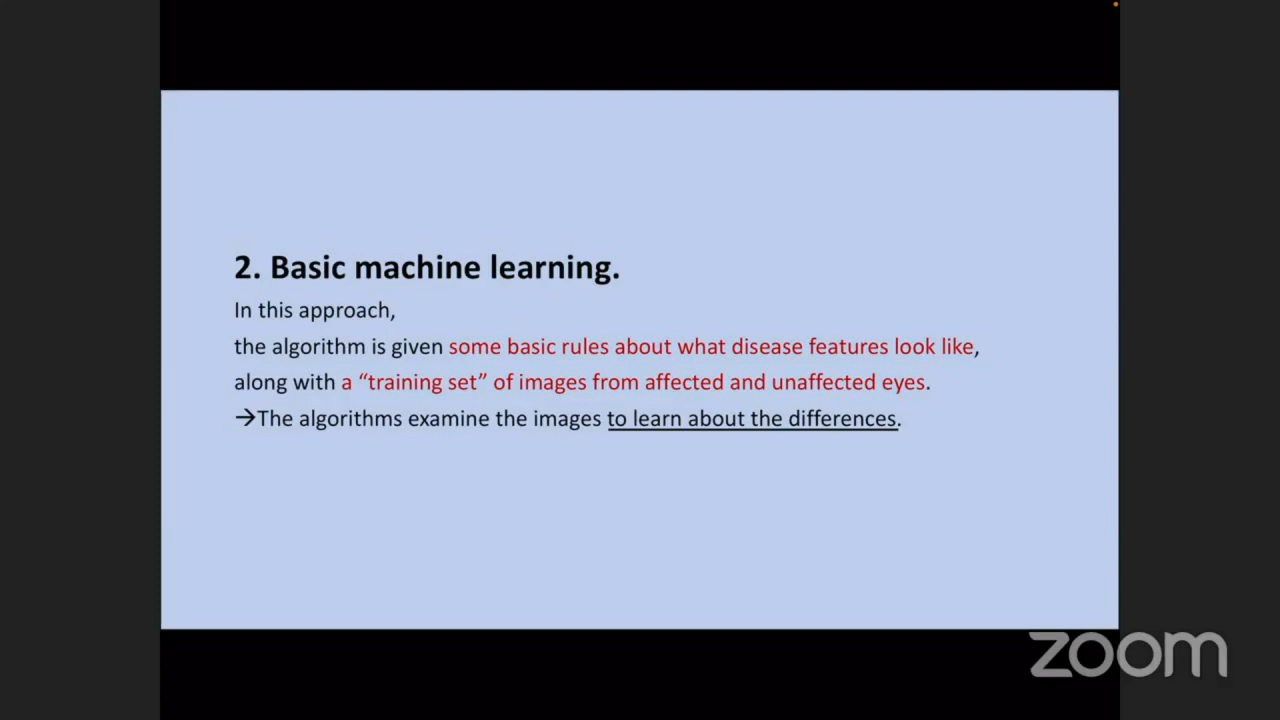 2. Basic machine learning.
In this approach,
the algorithm is given some basic rules about what disease features look like,
along with a “training set” of images from affected and unaffected eyes.
→The algorithms examine the images to learn about the differences.
zoom